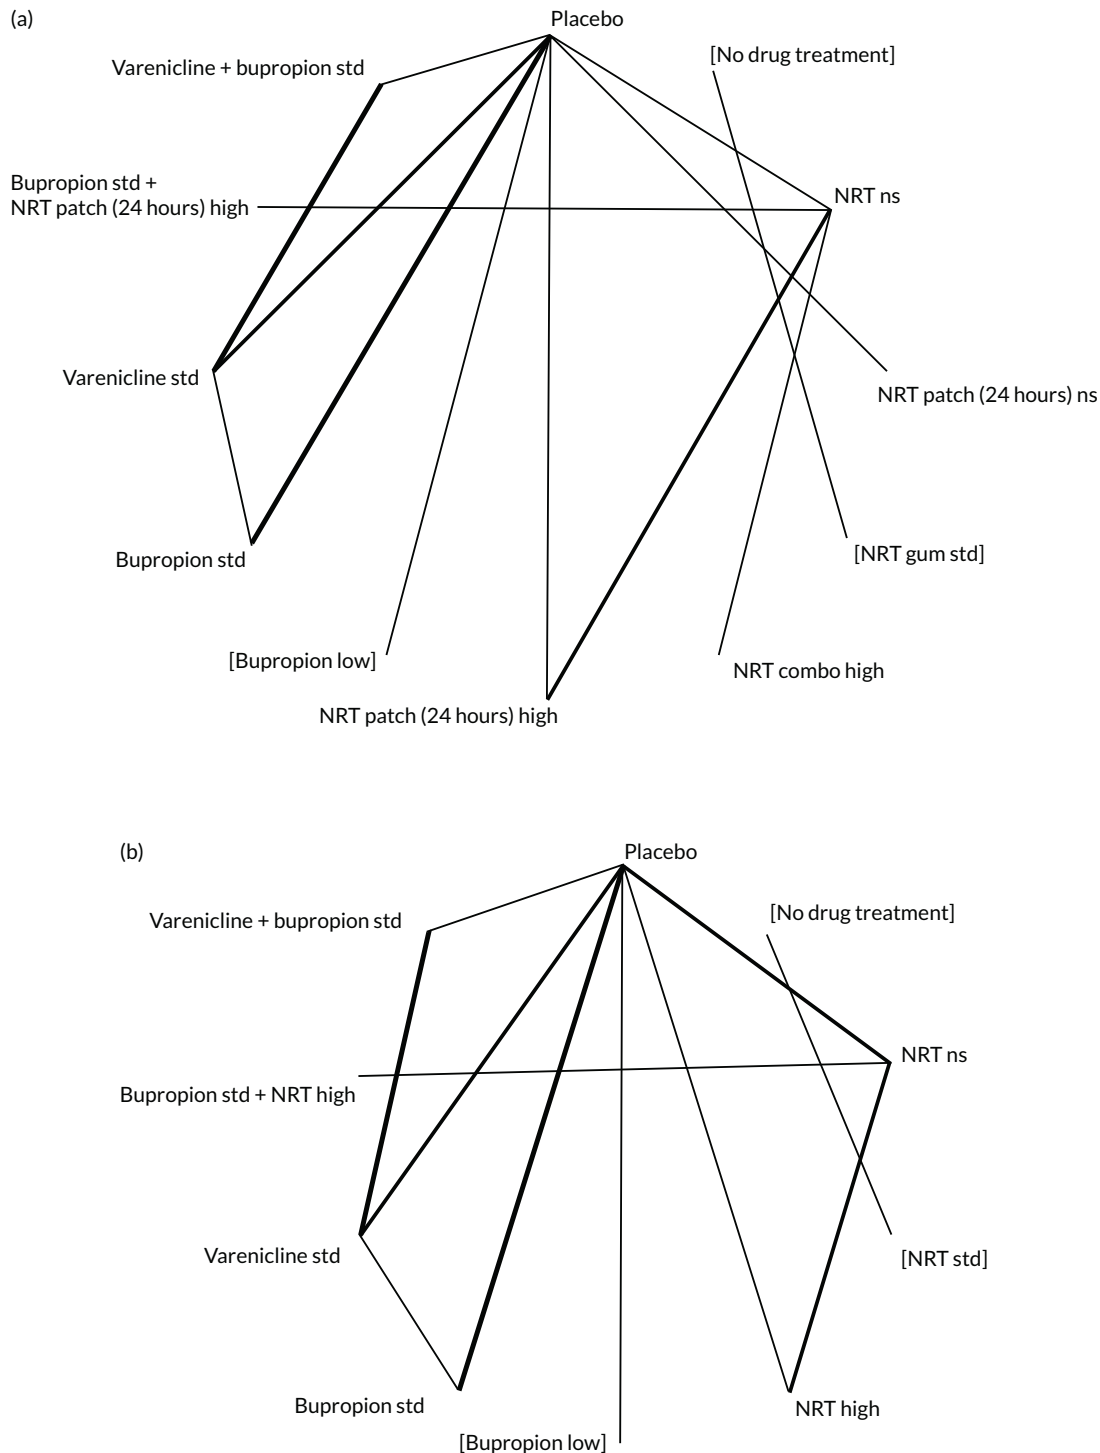 (a)
Placebo
[No drug treatment]
Varenicline + bupropion std
Bupropion std +
NRT patch (24 hours) high
NRT ns
Varenicline std
NRT patch (24 hours) ns
Bupropion std
[NRT gum std]
[Bupropion low]
NRT combo high
NRT patch (24 hours) high
(b)
Placebo
[No drug treatment]
Varenicline + bupropion std
NRT ns
Bupropion std + NRT high
Varenicline std
[NRT std]
Bupropion std
NRT high
[Bupropion low]